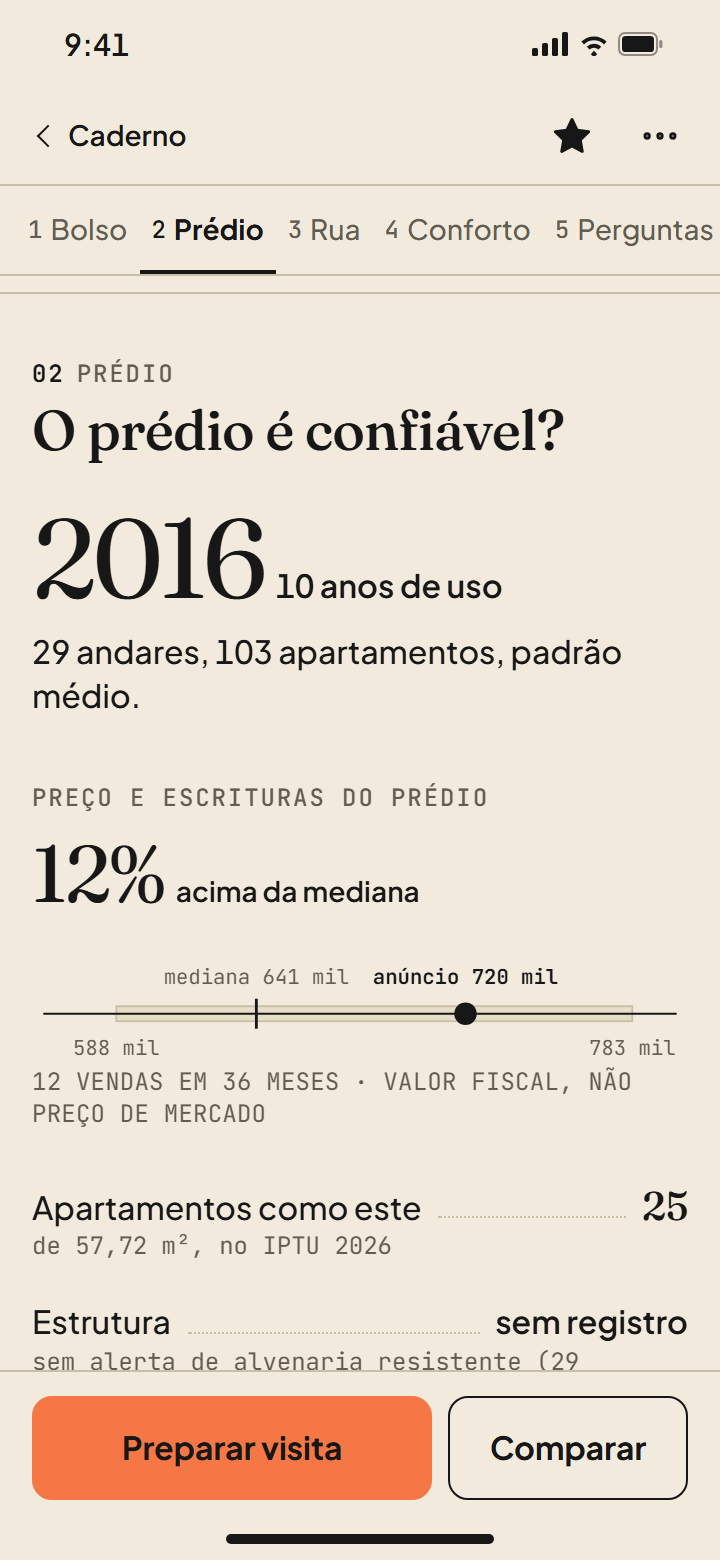 9:41
Caderno
1 Bolso 2 Prédio 3 Rua 4 Conforto 5 Perguntas
02 PRÉDIO
O prédio é confiável?
2016 10 anos de uso
29 andares, 103 apartamentos, padrão
médio.
PREÇO E ESCRITURAS DO PRÉDIO
12% acima da mediana
mediana 641 mil anúncio 720 mil
588 mil 783 mil
12 VENDAS EM 36 MESES · VALOR FISCAL, NÃO
PREÇO DE MERCADO
Apartamentos como este 25
de 57,72 m², no IPTU 2026
Estrutura sem registro
sem alerta de alvenaria resistente (29
Preparar visita Comparar